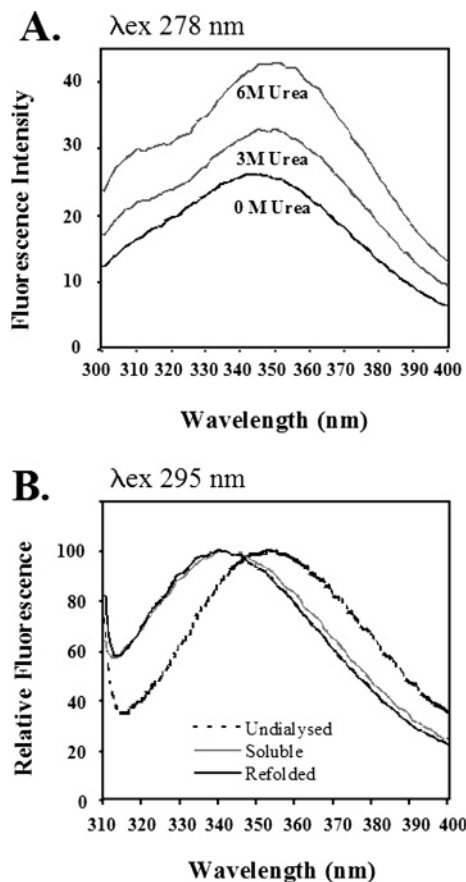 A. λex 278 nm
Fluorescence Intensity
40
30
20
10
0
6M Urea
3M Urea
0 M Urea
300 310 320 330 340 350 360 370 380 390 400
Wavelength (nm)
B. λex 295 nm
Relative Fluorescence
100
80
60
40
20
0
Undialysed
Soluble
Refolded
310 320 330 340 350 360 370 380 390 400
Wavelength (nm)